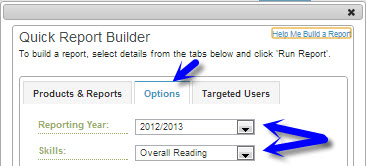 Quick Report Builder
Help Me Build a Report
To build a report, select details from the tabs below and click 'Run Report'.
Products & Reports Options Targeted Users
Reporting Year: 2012/2013
Skills: Overall Reading